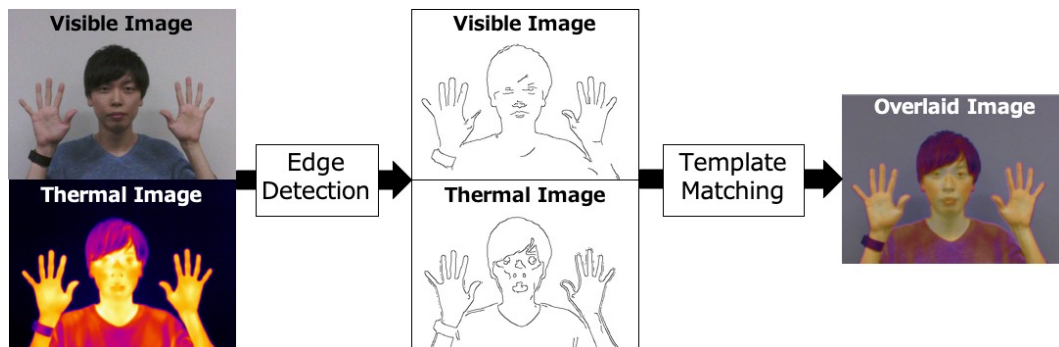 Visible Image
Thermal Image
Edge
Detection
Visible Image
Thermal Image
Template
Matching
Overlaid Image